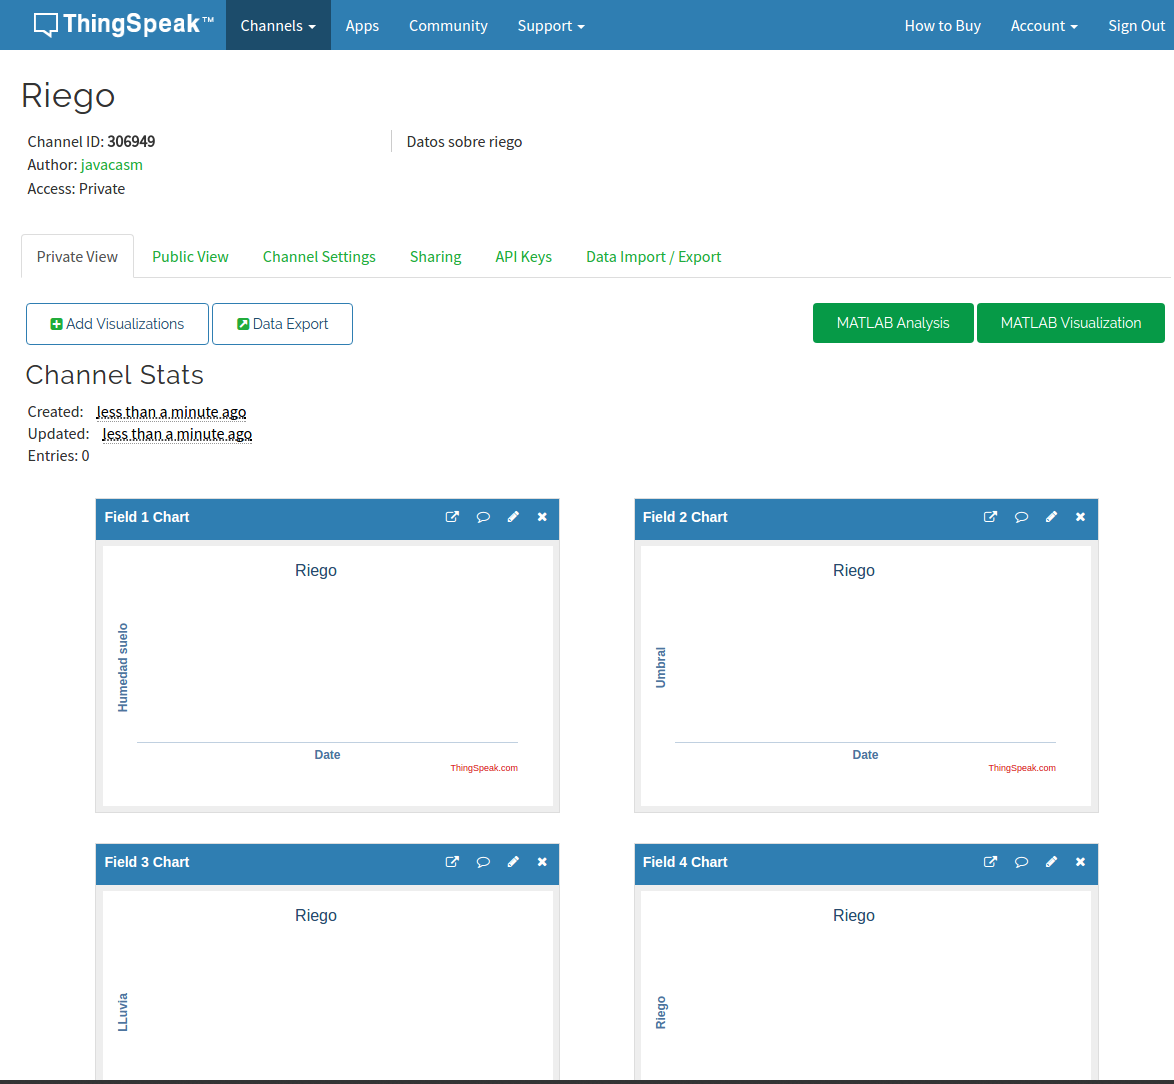 ThingSpeak™ Channels Apps Community Support How to Buy Account Sign Out
Riego
Channel ID: 306949
Author: javacasm
Access: Private
Datos sobre riego
Private View Public View Channel Settings Sharing API Keys Data Import / Export
Add Visualizations Data Export MATLAB Analysis MATLAB Visualization
Channel Stats
Created: less than a minute ago
Updated: less than a minute ago
Entries: 0
Field 1 Chart
Riego
Humedad suelo
Date
ThingSpeak.com
Field 2 Chart
Riego
Umbral
Date
ThingSpeak.com
Field 3 Chart
Riego
LLuvia
Field 4 Chart
Riego
Riego